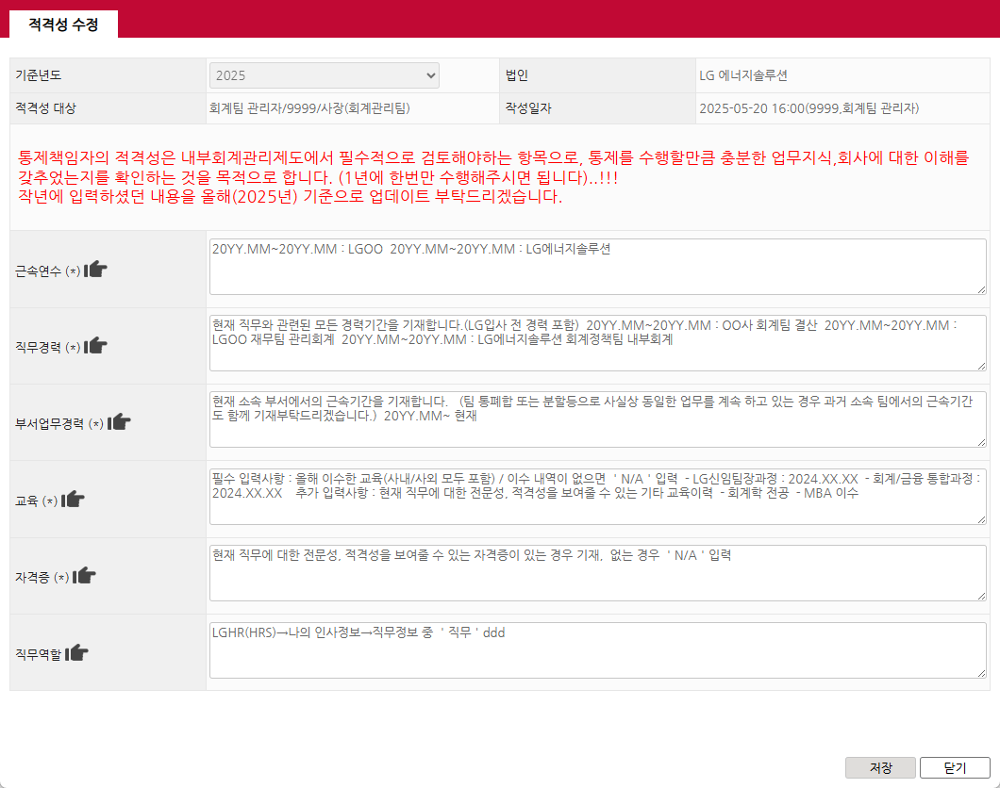 적격성 수정
기준년도 2025 법인 LG 에너지솔루션
적격성 대상 회계팀 관리자/9999/사장(회계관리팀) 작성일자 2025-05-20 16:00(9999,회계팀 관리자)
통제책임자의 적격성은 내부회계관리제도에서 필수적으로 검토해야하는 항목으로, 통제를 수행할만큼 충분한 업무지식,회사에 대한 이해를
갖추었는지를 확인하는 것을 목적으로 합니다. (1년에 한번만 수행해주시면 됩니다)..!!!
작년에 입력하셨던 내용을 올해(2025년) 기준으로 업데이트 부탁드리겠습니다.
근속연수 (*)
20YY.MM~20YY.MM : LGOO  20YY.MM~20YY.MM : LG에너지솔루션
직무경력 (*)
현재 직무와 관련된 모든 경력기간을 기재합니다.(LG입사 전 경력 포함)  20YY.MM~20YY.MM : OO사 회계팀 결산  20YY.MM~20YY.MM :
LGOO 재무팀 관리회계  20YY.MM~20YY.MM : LG에너지솔루션 회계정책팀 내부회계
부서업무경력 (*)
현재 소속 부서에서의 근속기간을 기재합니다.   (팀 통폐합 또는 분할등으로 사실상 동일한 업무를 계속 하고 있는 경우 과거 소속 팀에서의 근속기간
도 함께 기재부탁드리겠습니다.)  20YY.MM~ 현재
교육 (*)
필수 입력사항 : 올해 이수한 교육(사내/사외 모두 포함) / 이수 내역이 없으면  ' N/A ' 입력  - LG신임팀장과정 : 2024.XX.XX  - 회계/금융 통합과정 :
2024.XX.XX    추가 입력사항 : 현재 직무에 대한 전문성, 적격성을 보여줄 수 있는 기타 교육이력  - 회계학 전공  - MBA 이수
자격증 (*)
현재 직무에 대한 전문성, 적격성을 보여줄 수 있는 자격증이 있는 경우 기재,  없는 경우  ' N/A ' 입력
직무역할
LGHR(HRS)→나의 인사정보→직무정보 중  ' 직무 ' ddd
저장 닫기